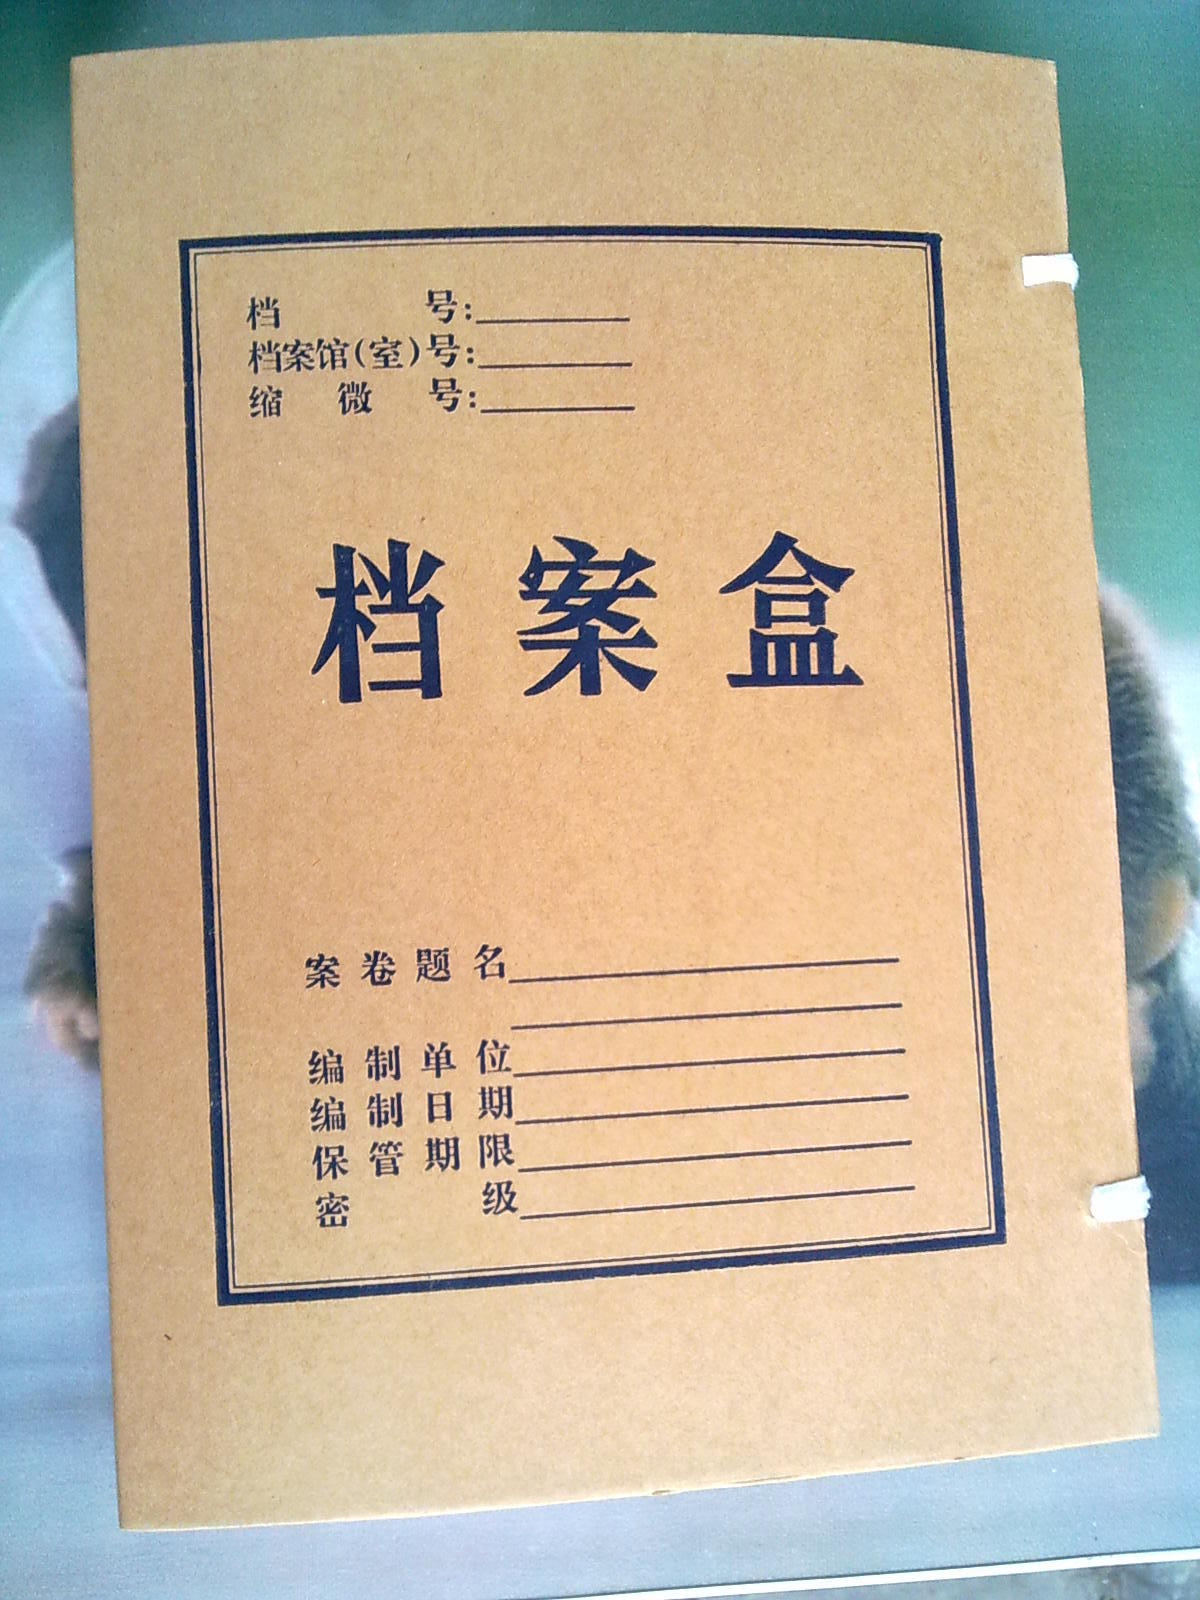 档 号:
档案馆(室)号:
缩 微 号:
档案盒
案卷题名
编制单位
编制日期
保管期限
密 级